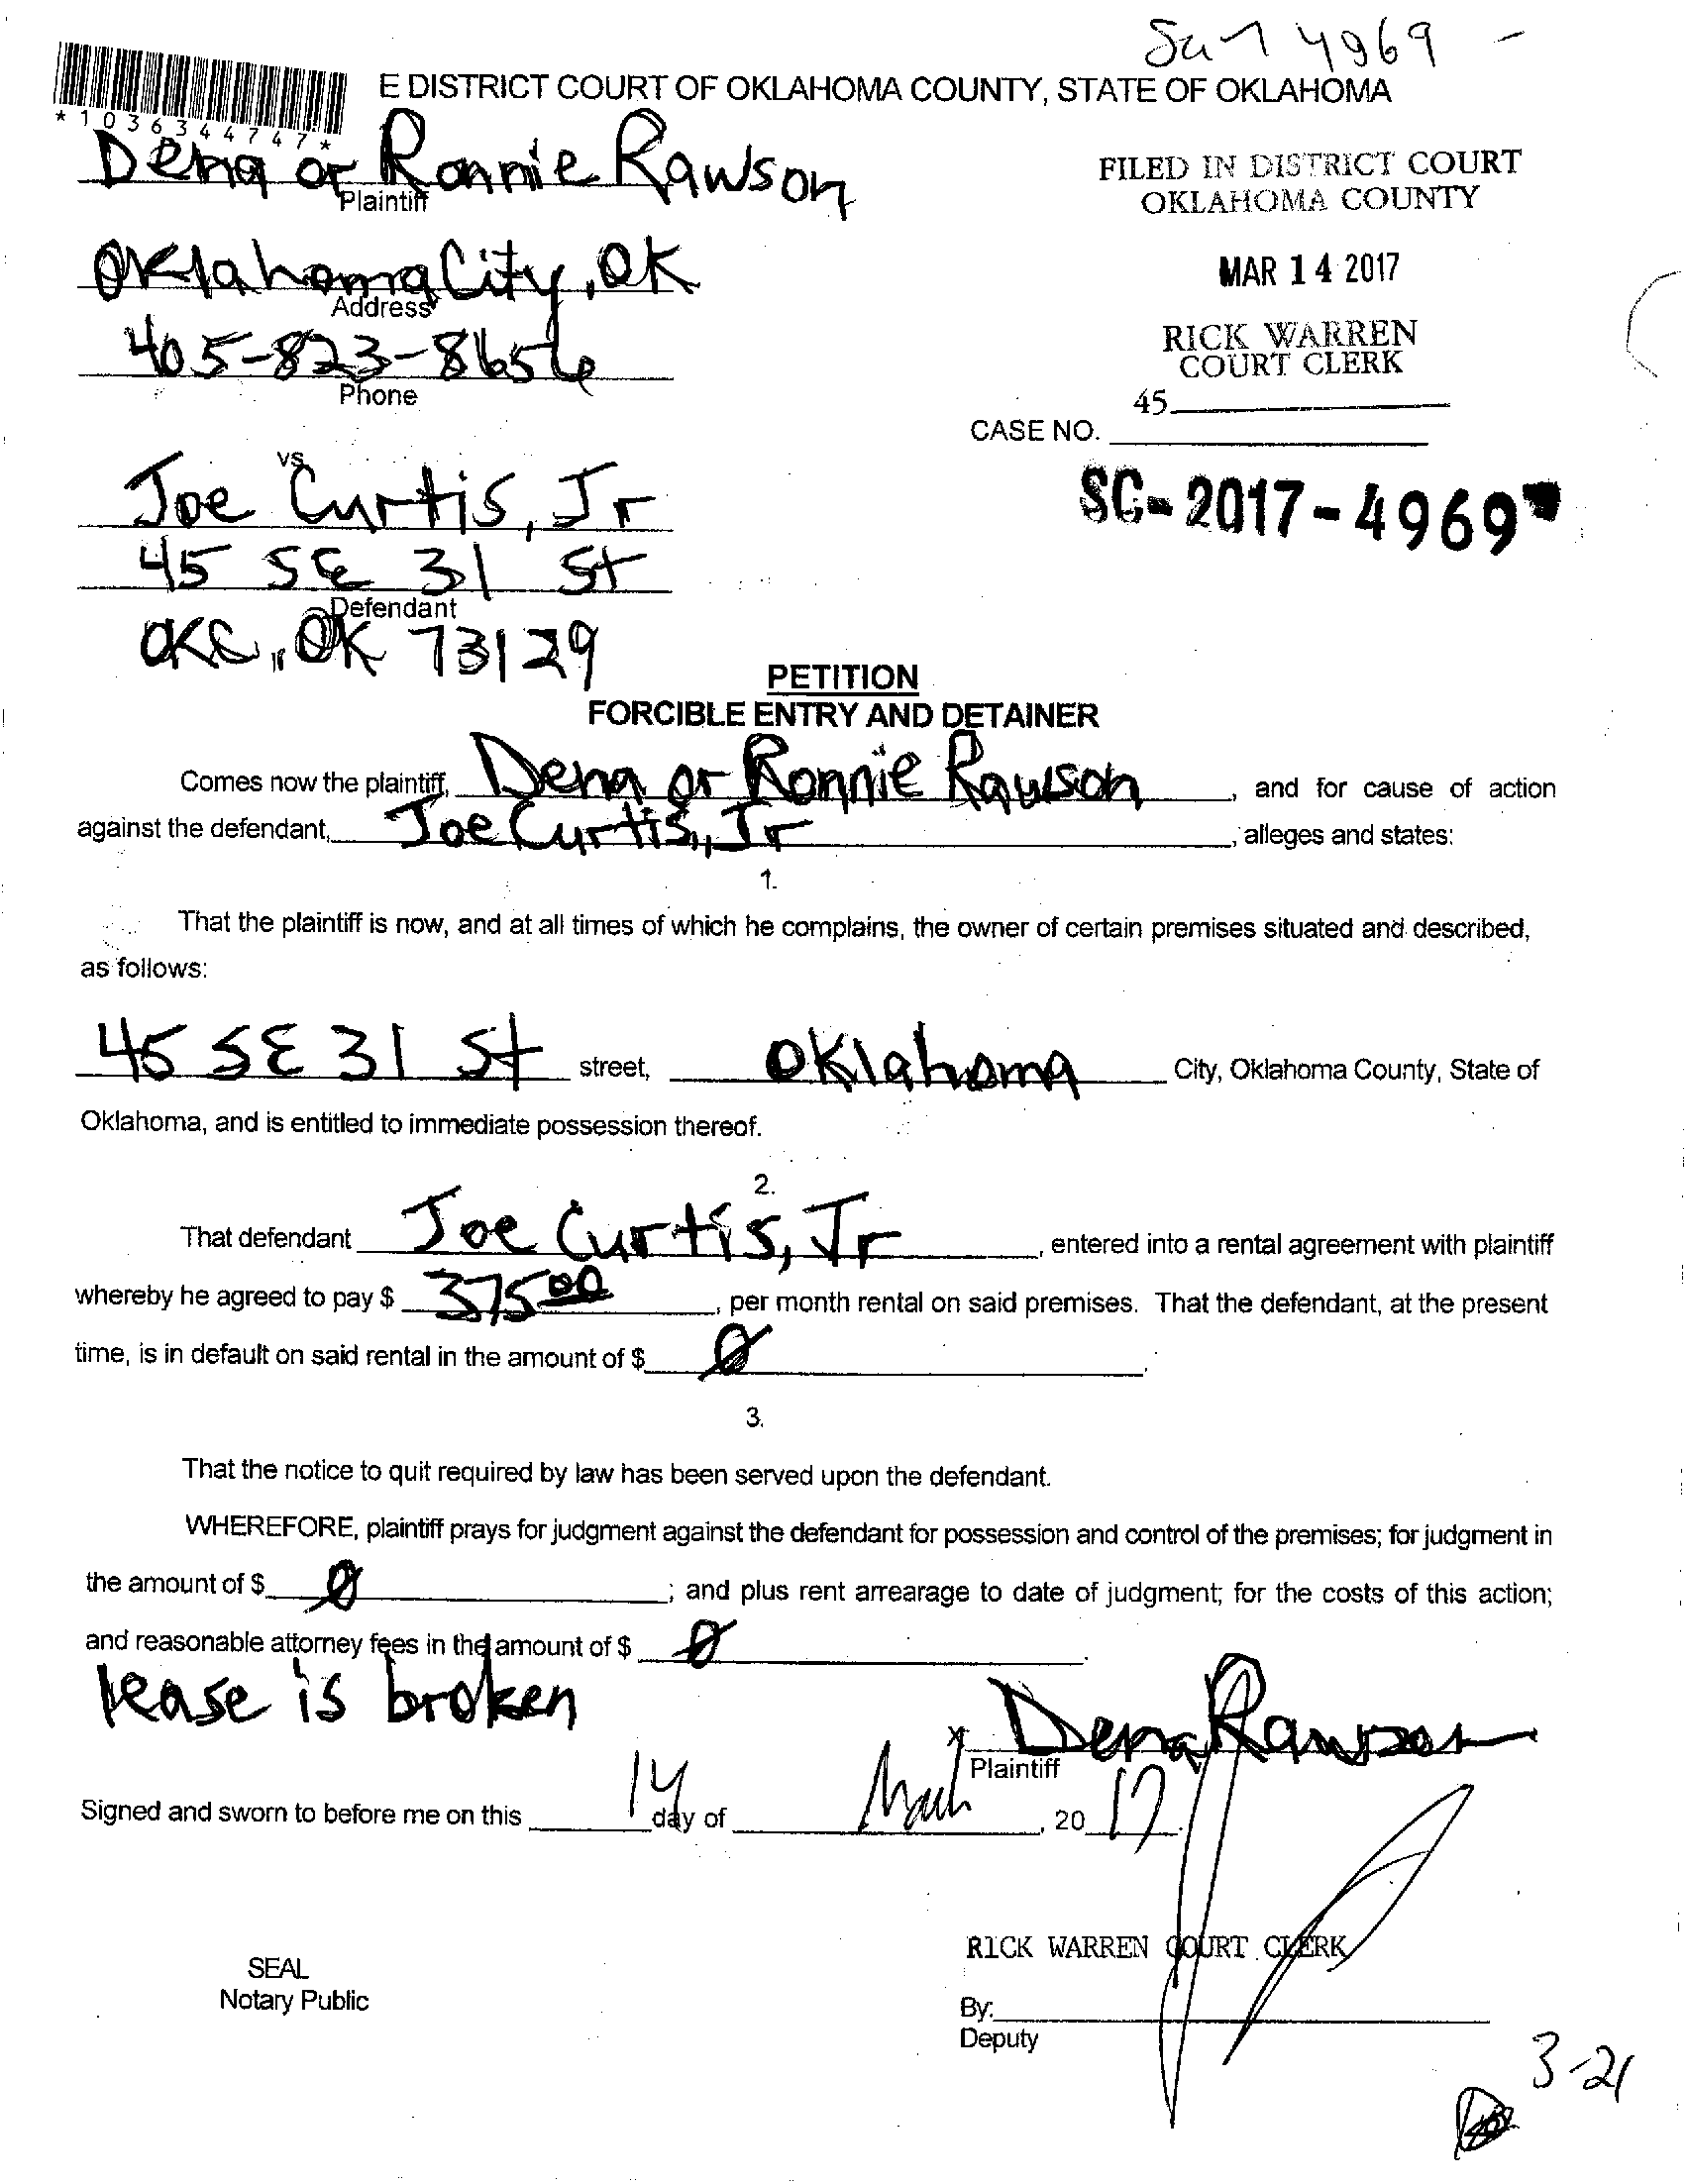 Sc-17 4969 -
E DISTRICT COURT OF OKLAHOMA COUNTY, STATE OF OKLAHOMA
*1036344747*
Dena or Ronnie Rawson
Plaintiff
FILED IN DISTRICT COURT
OKLAHOMA COUNTY
Oklahoma City, OK
Address
MAR 14 2017
405-823-8656
Phone
RICK WARREN
COURT CLERK
45
CASE NO.
vs
Joe Curtis, Jr
SC-2017-4969
45 SE 31 St
Defendant
OKC, OK 73129
PETITION
FORCIBLE ENTRY AND DETAINER
Comes now the plaintiff, Dena or Ronnie Rawson, and for cause of action
against the defendant, Joe Curtis, Jr, alleges and states:
1.
That the plaintiff is now, and at all times of which he complains, the owner of certain premises situated and described,
as follows:
45 SE 31 St street, Oklahoma City, Oklahoma County, State of
Oklahoma, and is entitled to immediate possession thereof.
2.
That defendant Joe Curtis, Jr, entered into a rental agreement with plaintiff
whereby he agreed to pay $ 375 00, per month rental on said premises. That the defendant, at the present
time, is in default on said rental in the amount of $ 0.
3.
That the notice to quit required by law has been served upon the defendant.
WHEREFORE, plaintiff prays for judgment against the defendant for possession and control of the premises; for judgment in
the amount of $ 0; and plus rent arrearage to date of judgment; for the costs of this action;
and reasonable attorney fees in the amount of $ 0.
lease is broken
x Dena Rawson
Plaintiff
Signed and sworn to before me on this 14 day of March, 20 17.
RICK WARREN COURT CLERK
SEAL
Notary Public
By:
Deputy
3-21